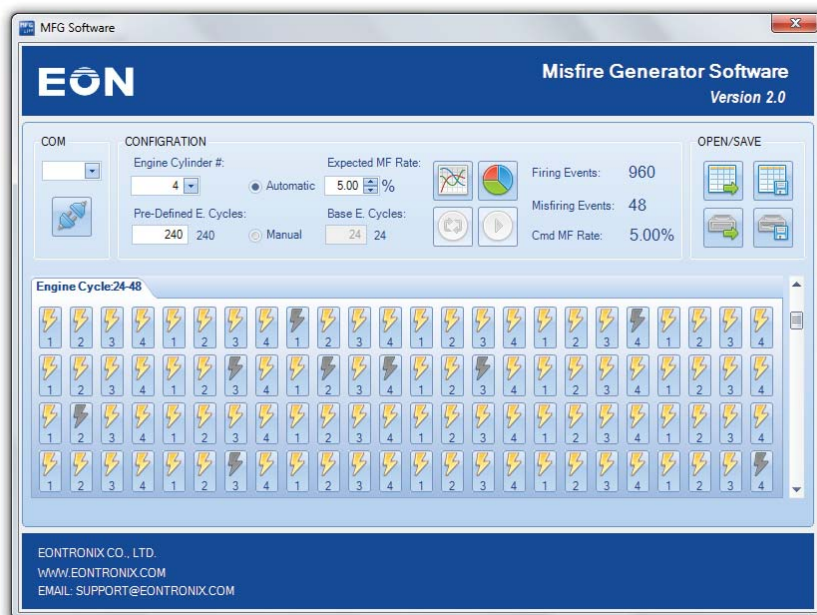 MFG Software
EON
Misfire Generator Software
Version 2.0
COM
CONFIGRATION
OPEN/SAVE
Engine Cylinder #:
4
Automatic
Expected MF Rate:
5.00 %
Pre-Defined E. Cycles:
240 240
Manual
Base E. Cycles:
24 24
Firing Events: 960
Misfiring Events: 48
Cmd MF Rate: 5.00%
Engine Cycle:24-48
1 2 3 4 1 2 3 4 1 2 3 4 1 2 3 4 1 2 3 4 1 2 3 4
1 2 3 4 1 2 3 4 1 2 3 4 1 2 3 4 1 2 3 4 1 2 3 4
1 2 3 4 1 2 3 4 1 2 3 4 1 2 3 4 1 2 3 4 1 2 3 4
1 2 3 4 1 2 3 4 1 2 3 4 1 2 3 4 1 2 3 4 1 2 3 4
EONTRONIX CO., LTD.
WWW.EONTRONIX.COM
EMAIL: SUPPORT@EONTRONIX.COM